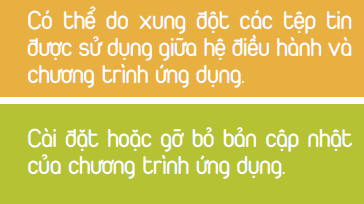 Có thể do xung đột các tệp tin
được sử dụng giữa hệ điều hành và
chương trình ứng dụng.
Cài đặt hoặc gỡ bỏ bản cập nhật
của chương trình ứng dụng.